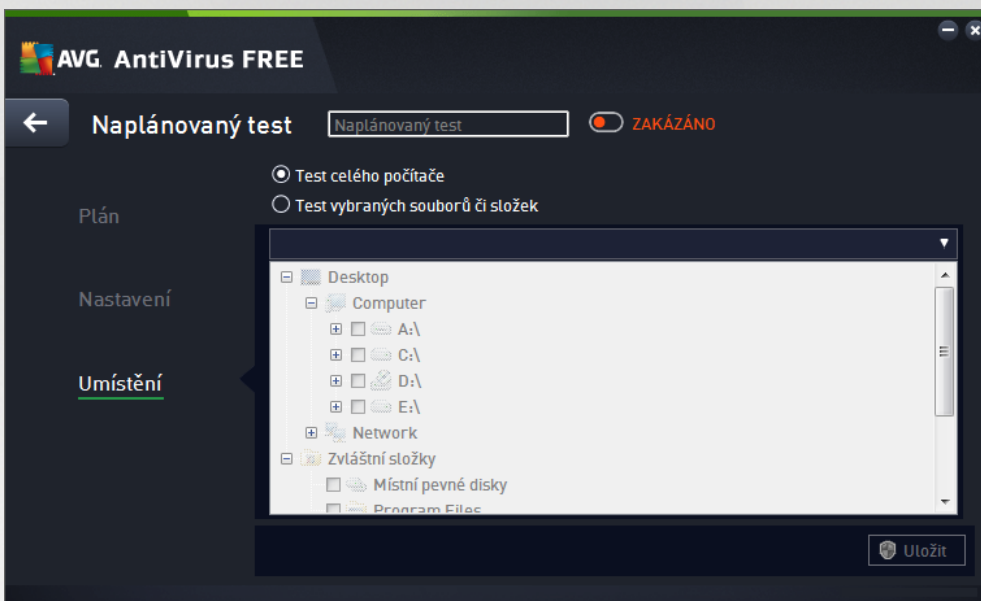 AVG. AntiVirus FREE
Naplánovaný test
Naplánovaný test
ZAKÁZÁNO
Test celého počítače
Test vybraných souborů či složek
Plán
Nastavení
Umístění
Desktop
Computer
A:\
C:\
D:\
E:\
Network
Zvláštní složky
Místní pevné disky
Program Files
Uložit